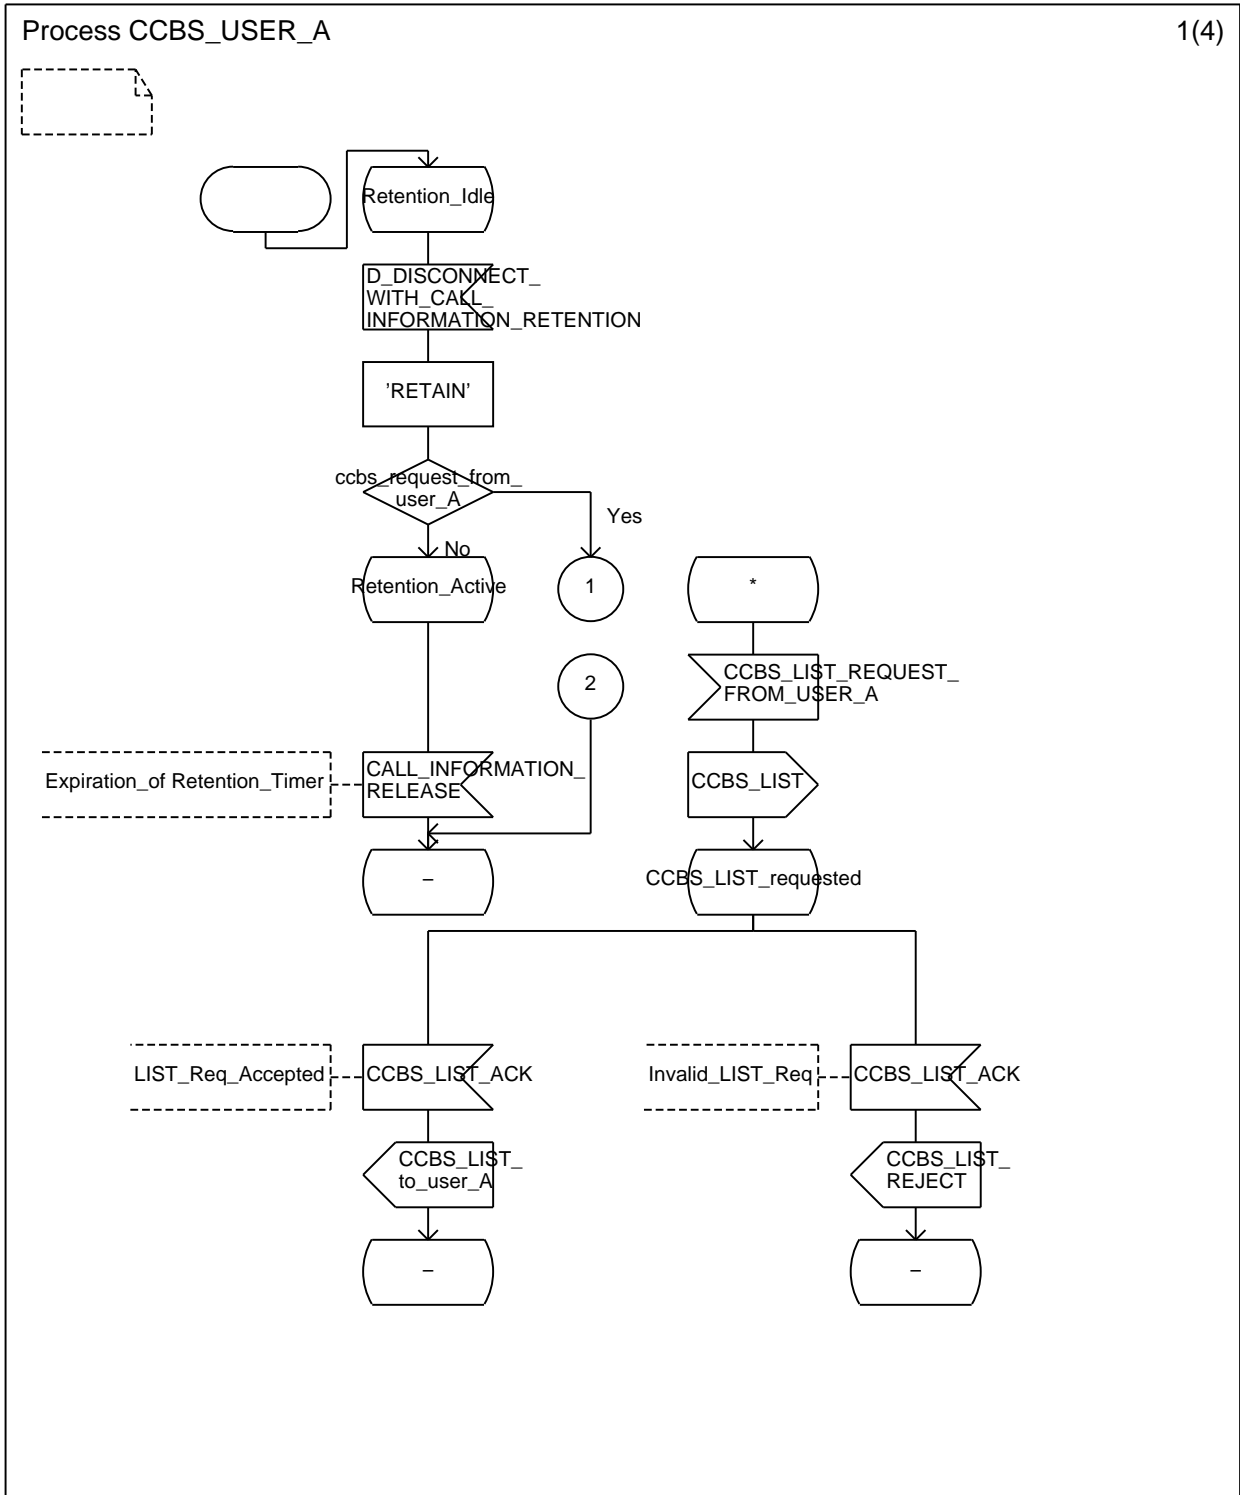 Process CCBS_USER_A
1(4)
Retention_Idle
D_DISCONNECT_
WITH_CALL_
INFORMATION_RETENTION
'RETAIN'
ccbs_request_from_
user_A
Yes
No
Retention_Active
1
*
2
CCBS_LIST_REQUEST_
FROM_USER_A
Expiration_of Retention_Timer
CALL_INFORMATION_
RELEASE
CCBS_LIST
–
CCBS_LIST_requested
LIST_Req_Accepted
CCBS_LIST_ACK
Invalid_LIST_Req
CCBS_LIST_ACK
CCBS_LIST_
to_user_A
CCBS_LIST_
REJECT
–
–